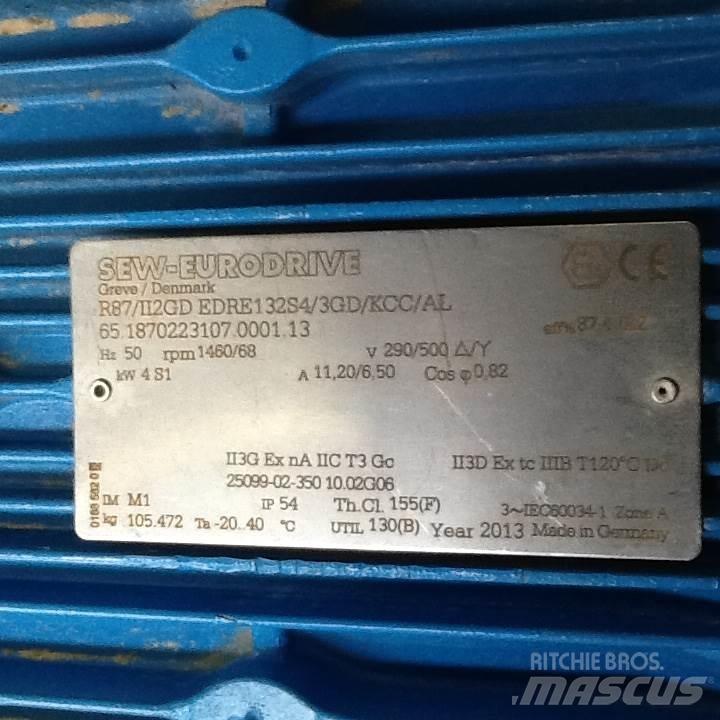 SEW-EURODRIVE
Greve / Denmark
R87/II2GD EDRE132S4/3GD/KCC/AL
65.1870223107.0001.13
eff%
Hz 50 rpm 1460/68 V 290/500 △/Y
kW 4 S1 A 11,20/6,50 Cos φ 0,82
II3G Ex nA IIC T3 Gc II3D Ex tc IIIB T120°C Dc
25099-02-350 10.02G06
IM M1 IP 54 Th.Cl. 155(F) 3~IEC60034-1 Zone A
kg 105.472 Ta -20..40 °C UTIL 130(B) Year 2013 Made in Germany
CE
RITCHIE BROS.
MASCUS